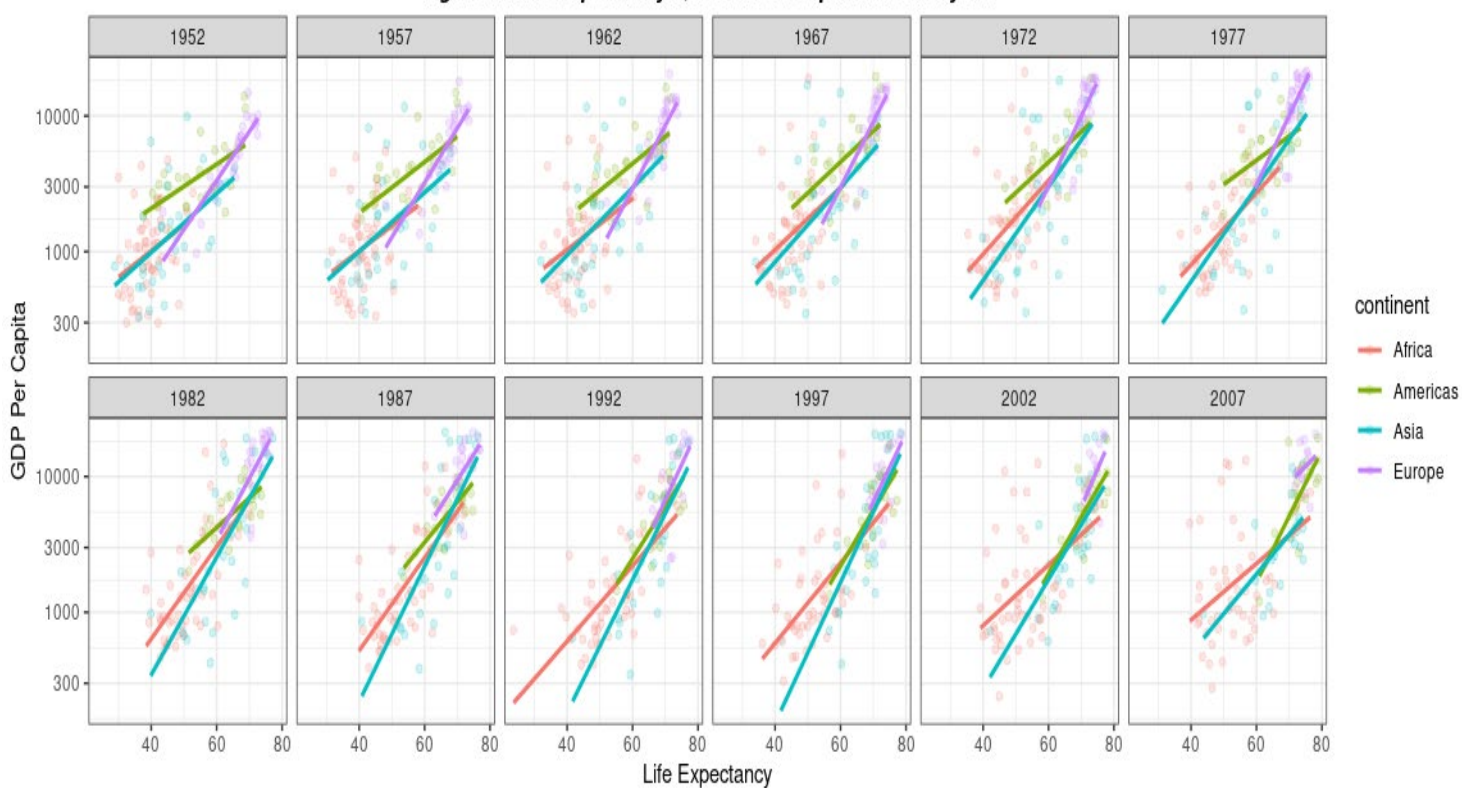 1952 1957 1962 1967 1972 1977
10000
3000
1000
300
GDP Per Capita
1982 1987 1992 1997 2002 2007
10000
3000
1000
300
40 60 80 40 60 80 40 60 80 40 60 80 40 60 80 40 60 80
Life Expectancy
continent
Africa
Americas
Asia
Europe